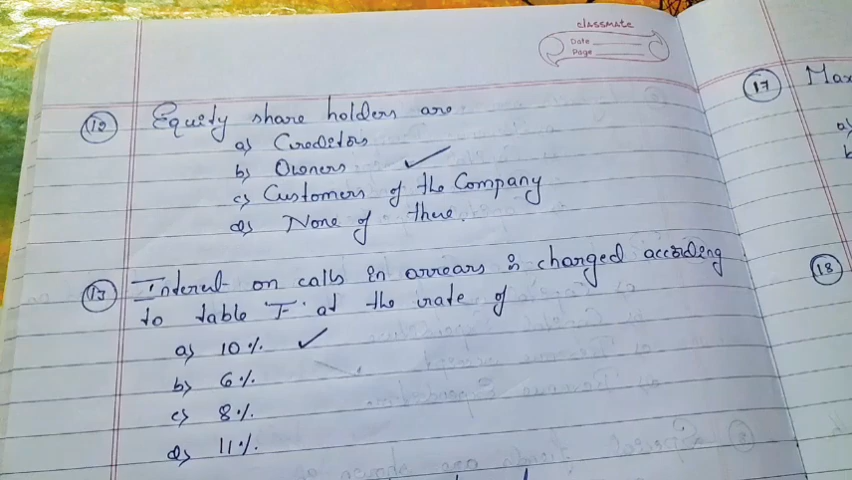 classmate
Date
Page
12 Equity share holders are
a) Creditors
b) Owners ✓
c) Customers of the Company
d) None of these.
13 Interest on calls in arrears is charged according
to table 'F' at the rate of
a) 10%. ✓
b) 6%.
c) 8%.
d) 11%.
17 Max
a)
b
18